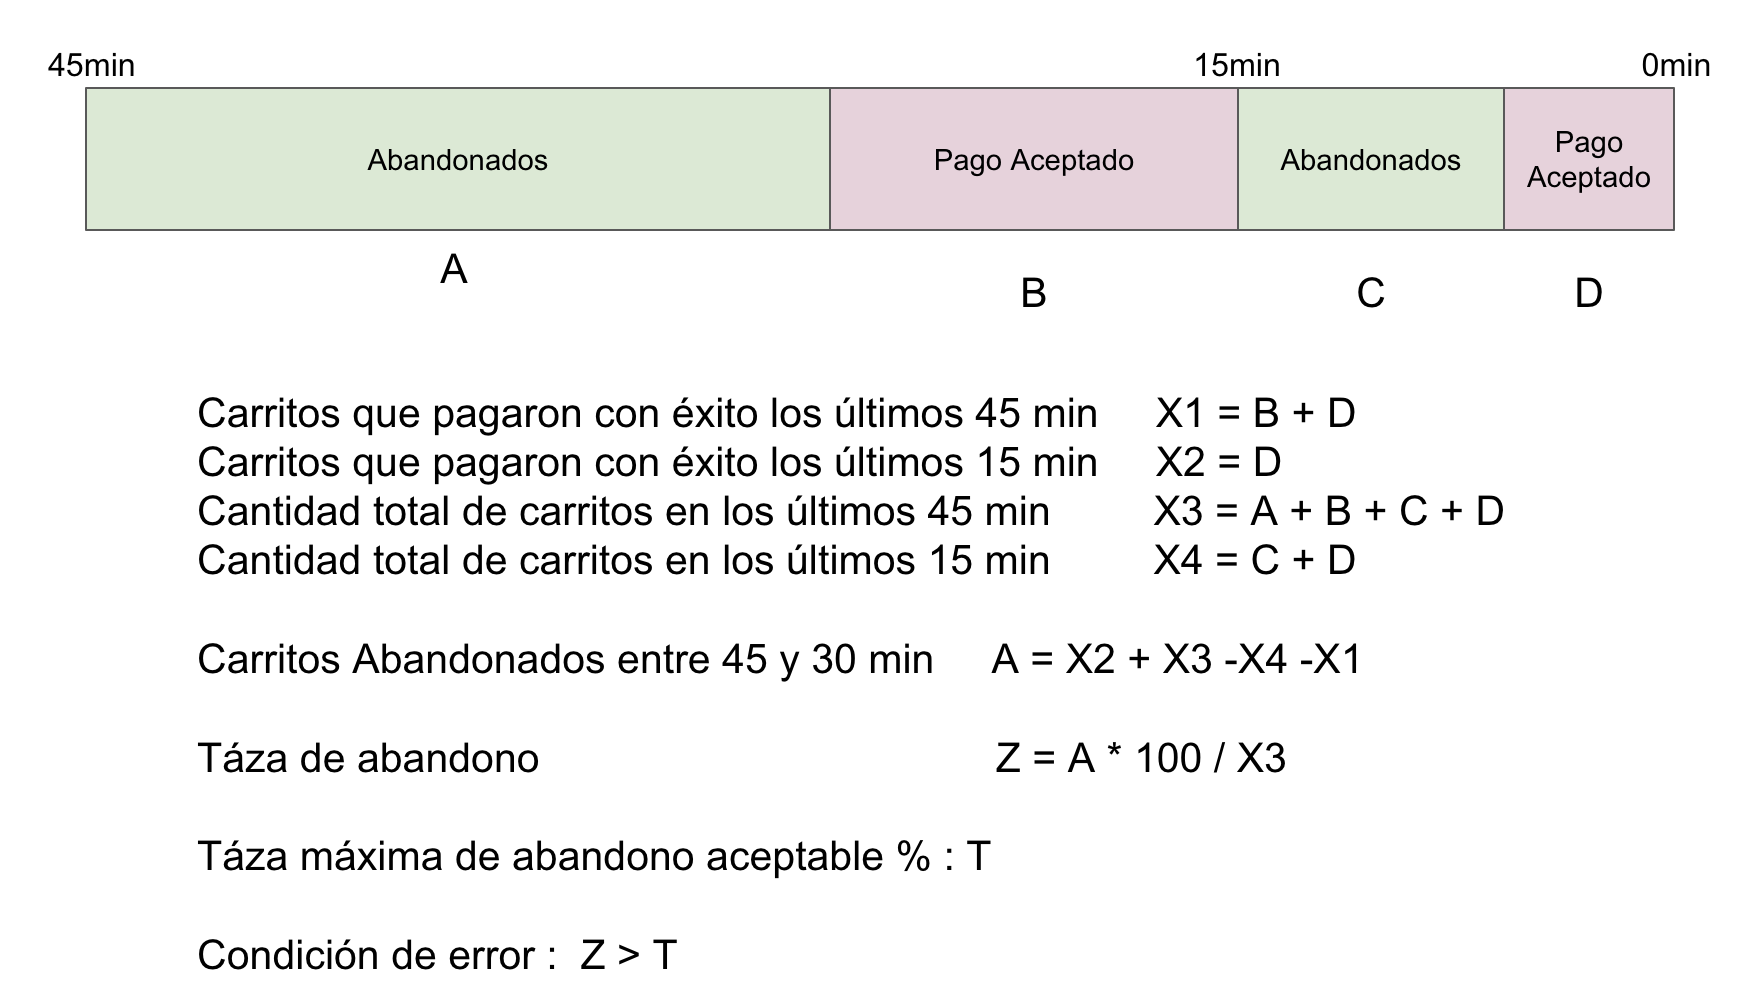 45min 15min 0min
Abandonados Pago Aceptado Abandonados Pago
Aceptado
A B C D
Carritos que pagaron con éxito los últimos 45 min X1 = B + D
Carritos que pagaron con éxito los últimos 15 min X2 = D
Cantidad total de carritos en los últimos 45 min X3 = A + B + C + D
Cantidad total de carritos en los últimos 15 min X4 = C + D
Carritos Abandonados entre 45 y 30 min A = X2 + X3 -X4 -X1
Táza de abandono Z = A * 100 / X3
Táza máxima de abandono aceptable % : T
Condición de error : Z > T